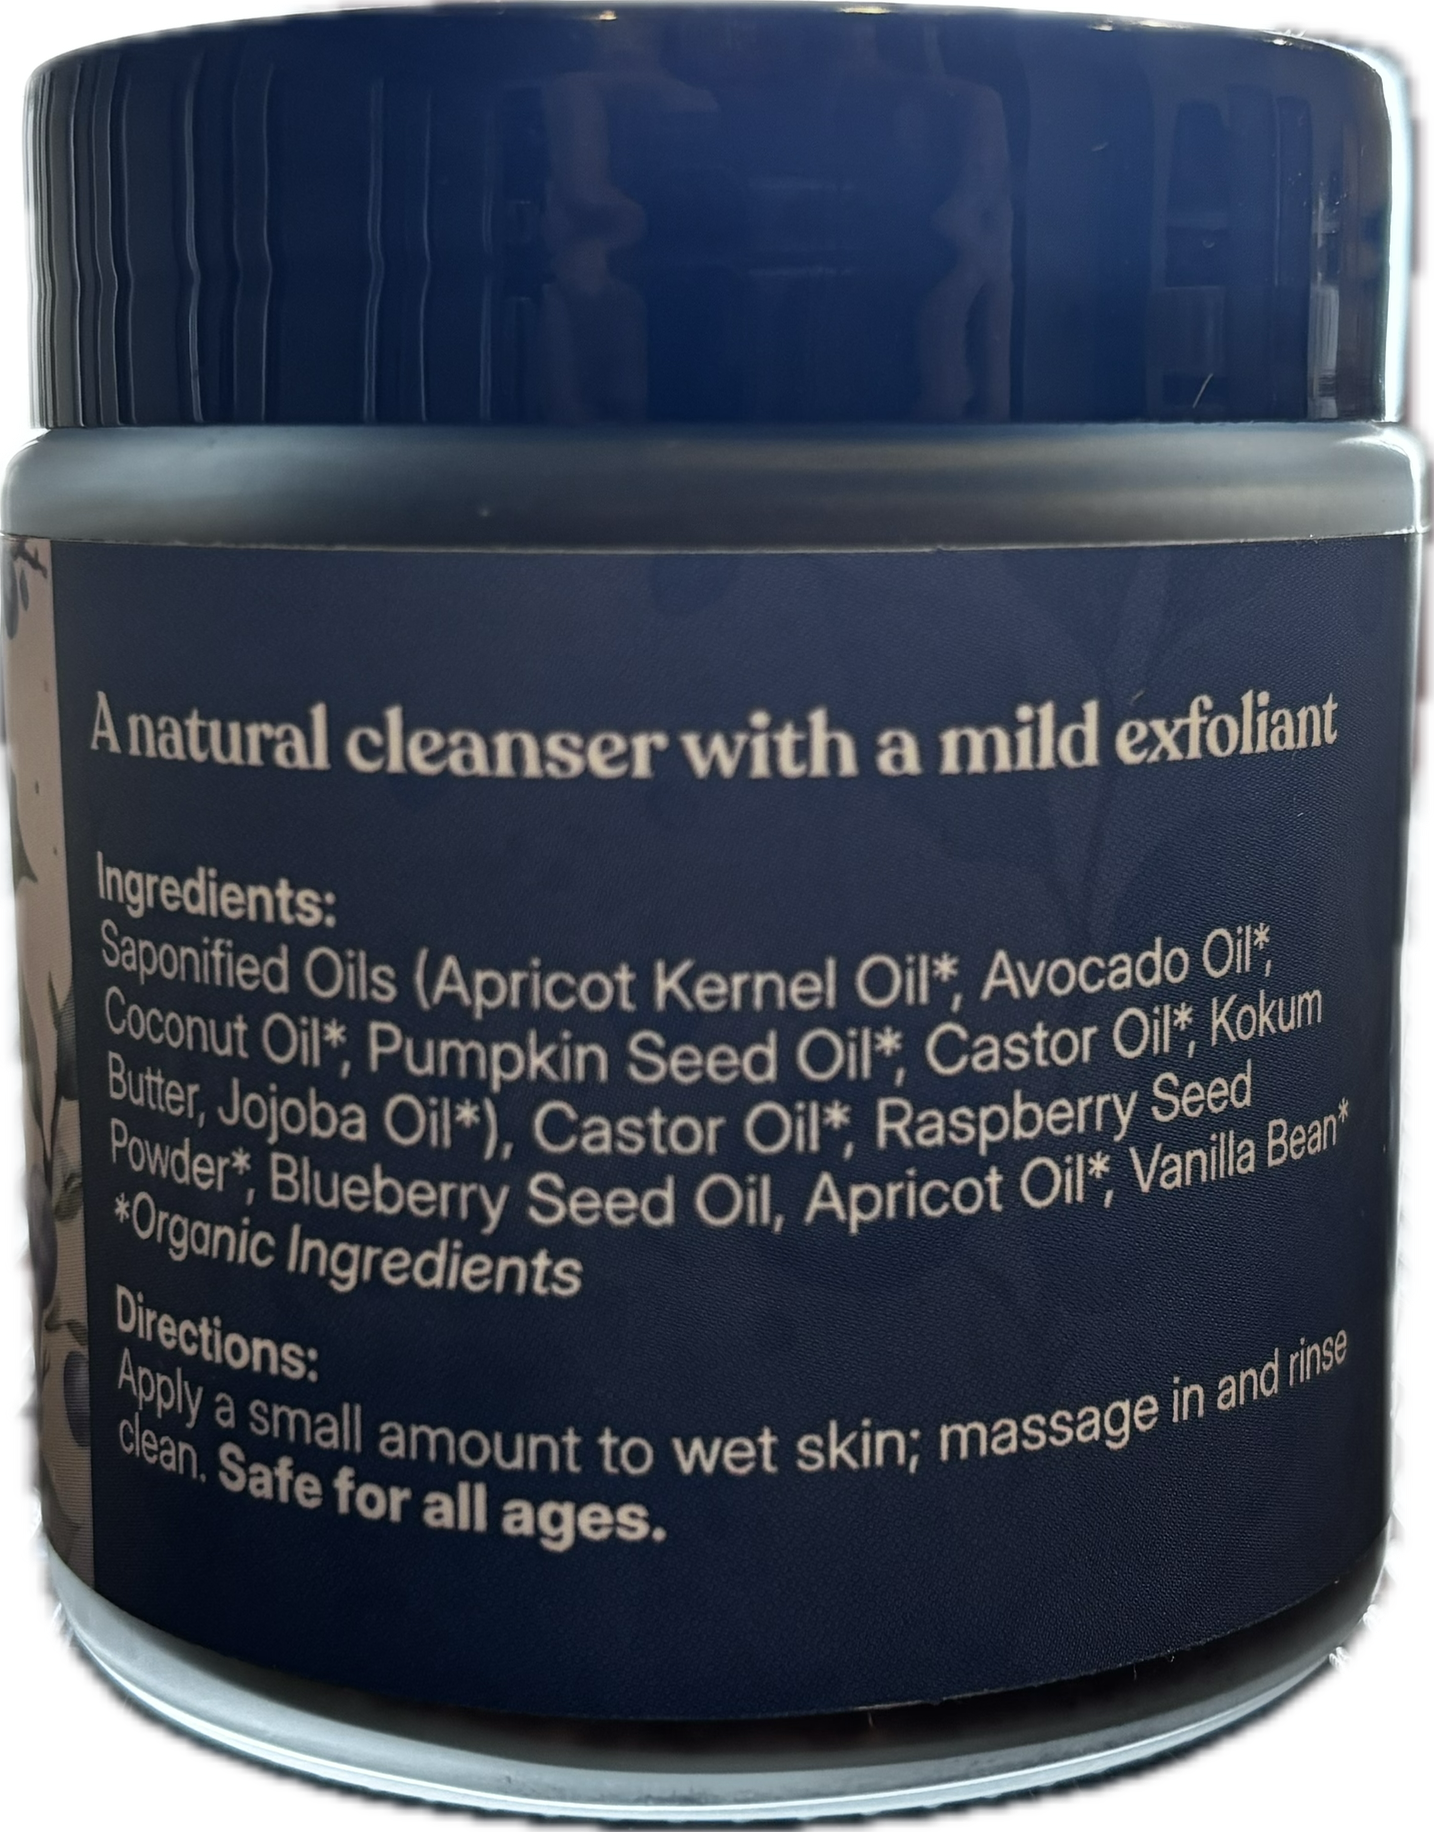 A natural cleanser with a mild exfoliant
Ingredients:
Saponified Oils (Apricot Kernel Oil*, Avocado Oil*,
Coconut Oil*, Pumpkin Seed Oil*, Castor Oil*, Kokum
Butter, Jojoba Oil*), Castor Oil*, Raspberry Seed
Powder*, Blueberry Seed Oil, Apricot Oil*, Vanilla Bean*
*Organic Ingredients
Directions:
Apply a small amount to wet skin; massage in and rinse
clean. Safe for all ages.